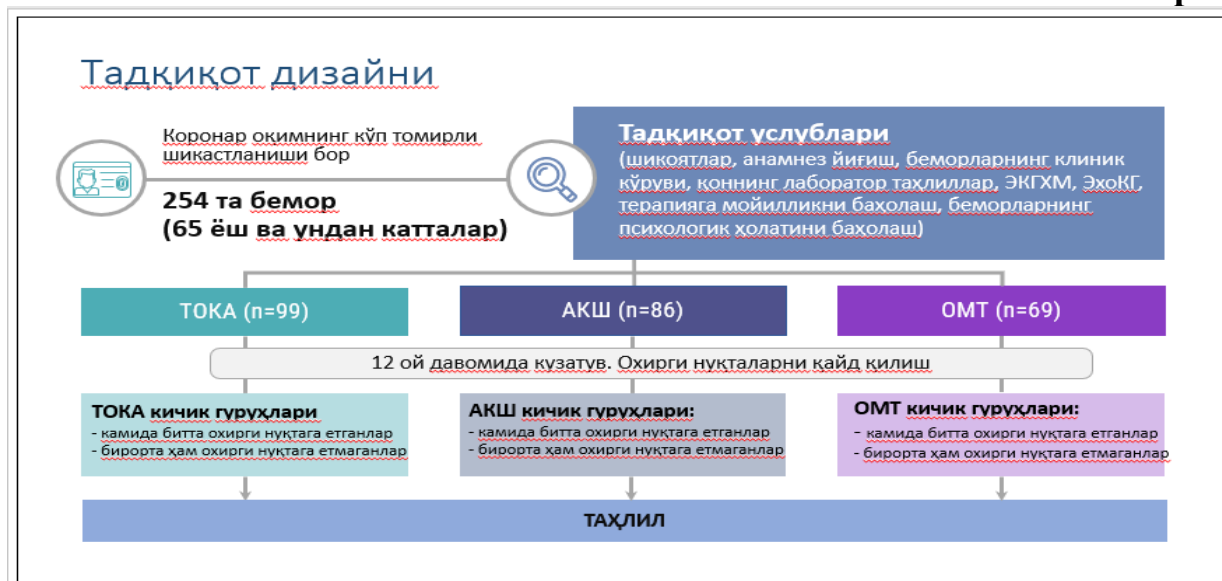 Тадқиқот дизайни
Коронар оқимнинг кўп томирли
шикастланиши бор
254 та бемор
(65 ёш ва ундан катталар)
Тадқиқот услублари
(шикоятлар, анамнез йиғиш, беморларнинг клиник
кўруви, қоннинг лаборатор таҳлиллар, ЭКГХМ, ЭхоКГ,
терапияга мойилликни баҳолаш, беморларнинг
психологик ҳолатини баҳолаш)
ТОКА (n=99)
АКШ (n=86)
ОМТ (n=69)
12 ой давомида кузатув. Охирги нуқталарни қайд қилиш
ТОКА кичик гуруҳлари
- камида битта охирги нуқтага етганлар
- бирорта ҳам охирги нуқтага етмаганлар
АКШ кичик гуруҳлари:
- камида битта охирги нуқтага етганлар
- бирорта ҳам охирги нуқтага етмаганлар
ОМТ кичик гуруҳлари:
- камида битта охирги нуқтага етганлар
- бирорта ҳам охирги нуқтага етмаганлар
ТАҲЛИЛ